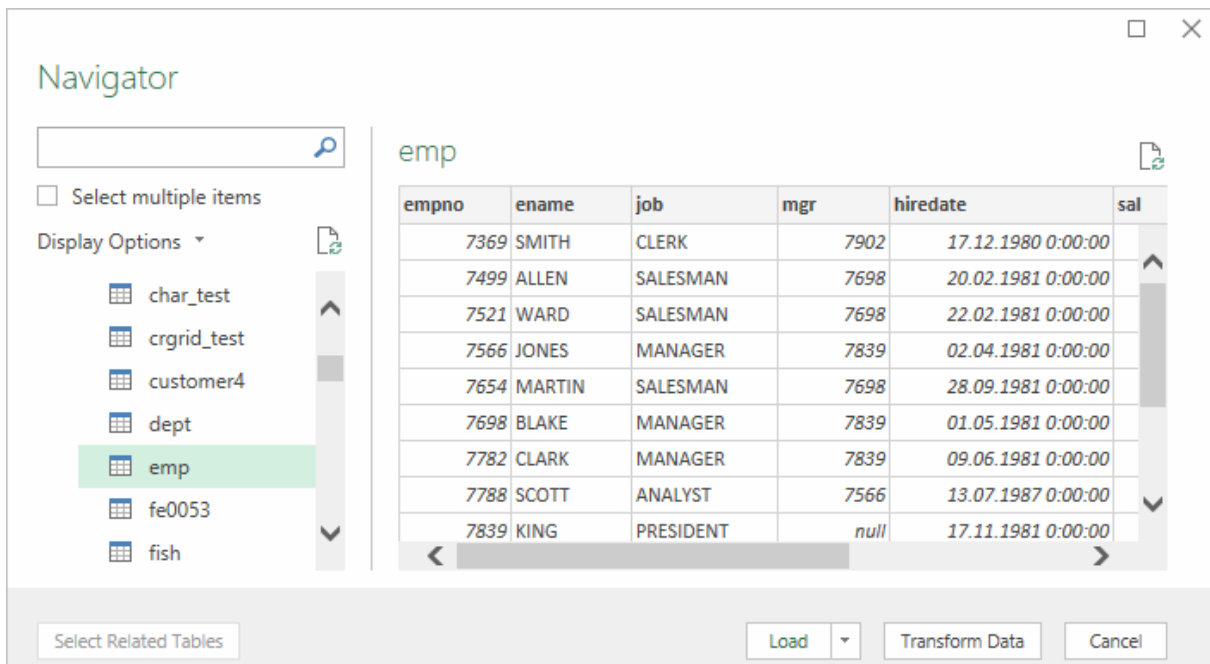 Navigator
Select multiple items
Display Options
char_test
crgrid_test
customer4
dept
emp
fe0053
fish
emp
empno ename job mgr hiredate sal
7369 SMITH CLERK 7902 17.12.1980 0:00:00
7499 ALLEN SALESMAN 7698 20.02.1981 0:00:00
7521 WARD SALESMAN 7698 22.02.1981 0:00:00
7566 JONES MANAGER 7839 02.04.1981 0:00:00
7654 MARTIN SALESMAN 7698 28.09.1981 0:00:00
7698 BLAKE MANAGER 7839 01.05.1981 0:00:00
7782 CLARK MANAGER 7839 09.06.1981 0:00:00
7788 SCOTT ANALYST 7566 13.07.1987 0:00:00
7839 KING PRESIDENT null 17.11.1981 0:00:00
Select Related Tables Load Transform Data Cancel